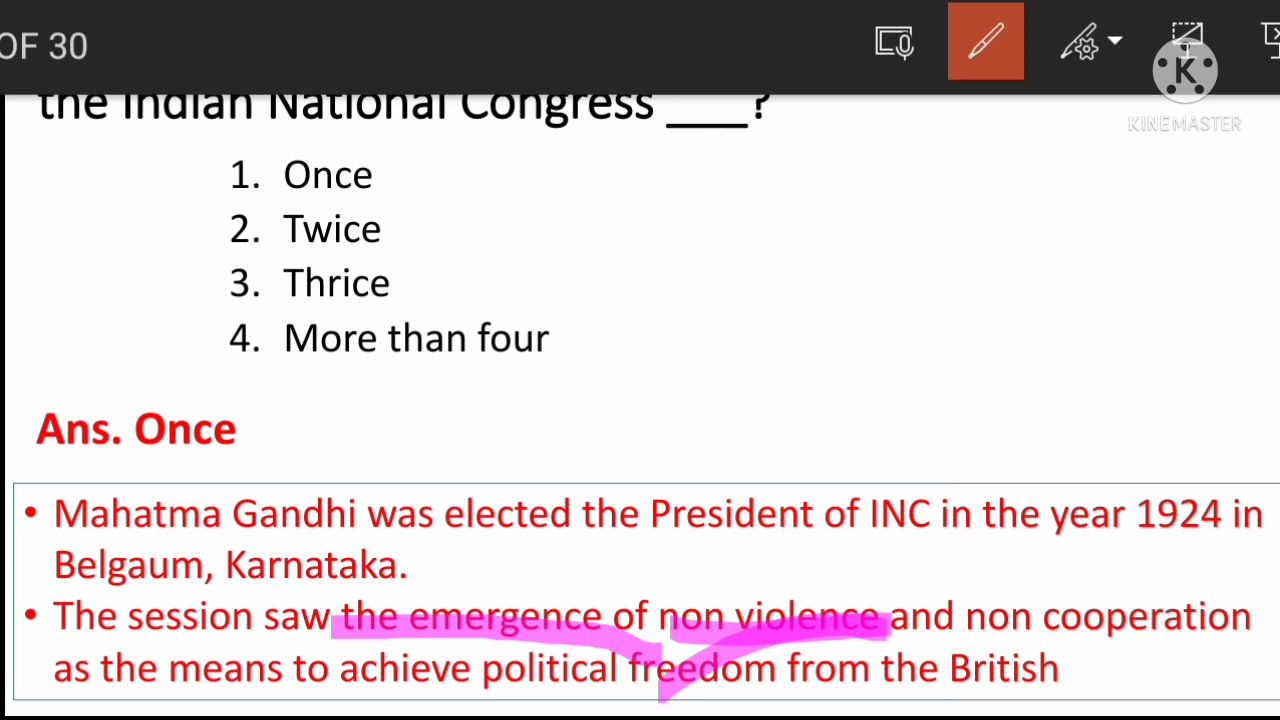 OF 30
K
KINEMASTER
the Indian National Congress ____?
1. Once
2. Twice
3. Thrice
4. More than four
Ans. Once
• Mahatma Gandhi was elected the President of INC in the year 1924 in
Belgaum, Karnataka.
• The session saw the emergence of non violence and non cooperation
as the means to achieve political freedom from the British